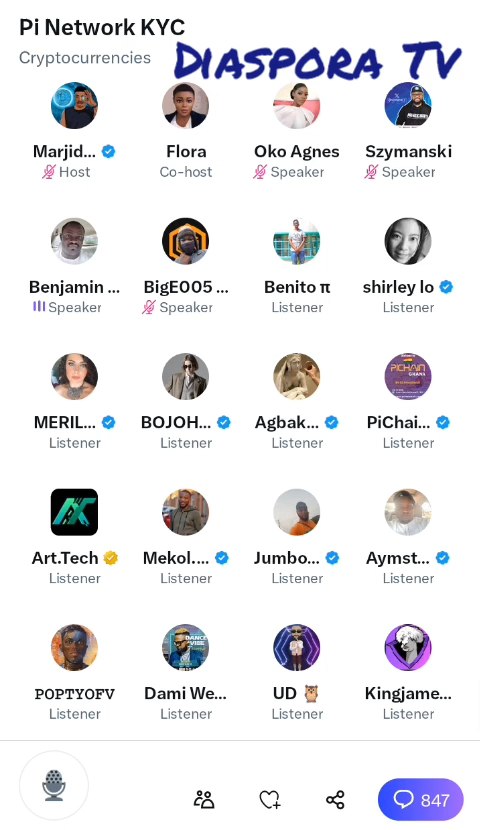 Pi Network KYC
Cryptocurrencies
DIASPORA TV
Marjid... Flora Oko Agnes Szymanski
Host Co-host Speaker Speaker
Benjamin ... BigE005 ... Benito π shirley lo
Speaker Speaker Listener Listener
MERIL... BOJOH... Agbak... PiChai...
Listener Listener Listener Listener
Art.Tech Mekol.... Jumbo... Aymst...
Listener Listener Listener Listener
POPTYOFV Dami We... UD 🦉 Kingjame...
Listener Listener Listener Listener
847